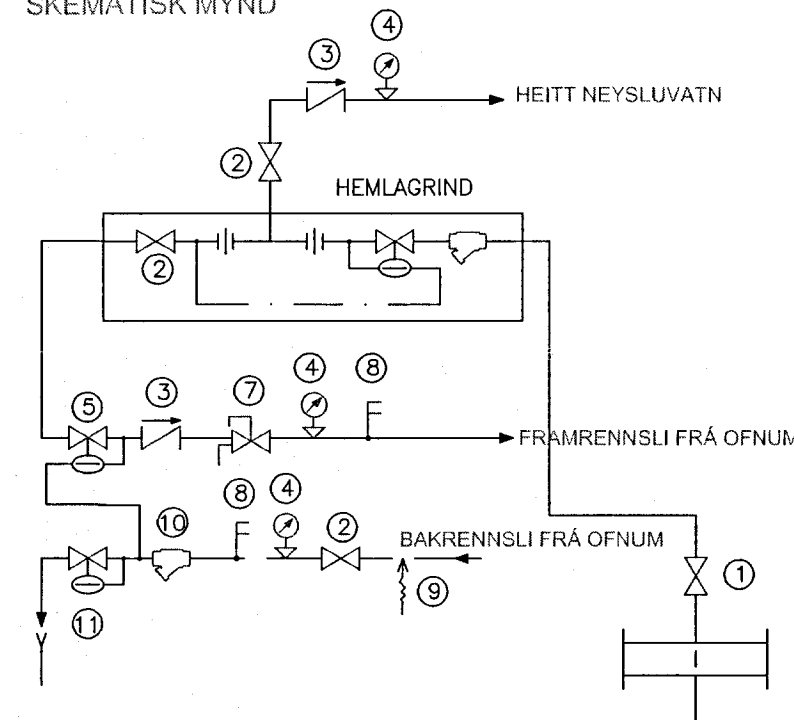 SKEMATISK MYND
④
③
HEITT NEYSLUVATN
②
HEMLAGRIND
②
④ ⑧
③ ⑦
⑤
FRAMRENNSLI FRÁ OFNUM
⑧ ④
⑩ ②
BAKRENNSLI FRÁ OFNUM
①
⑨
⑪